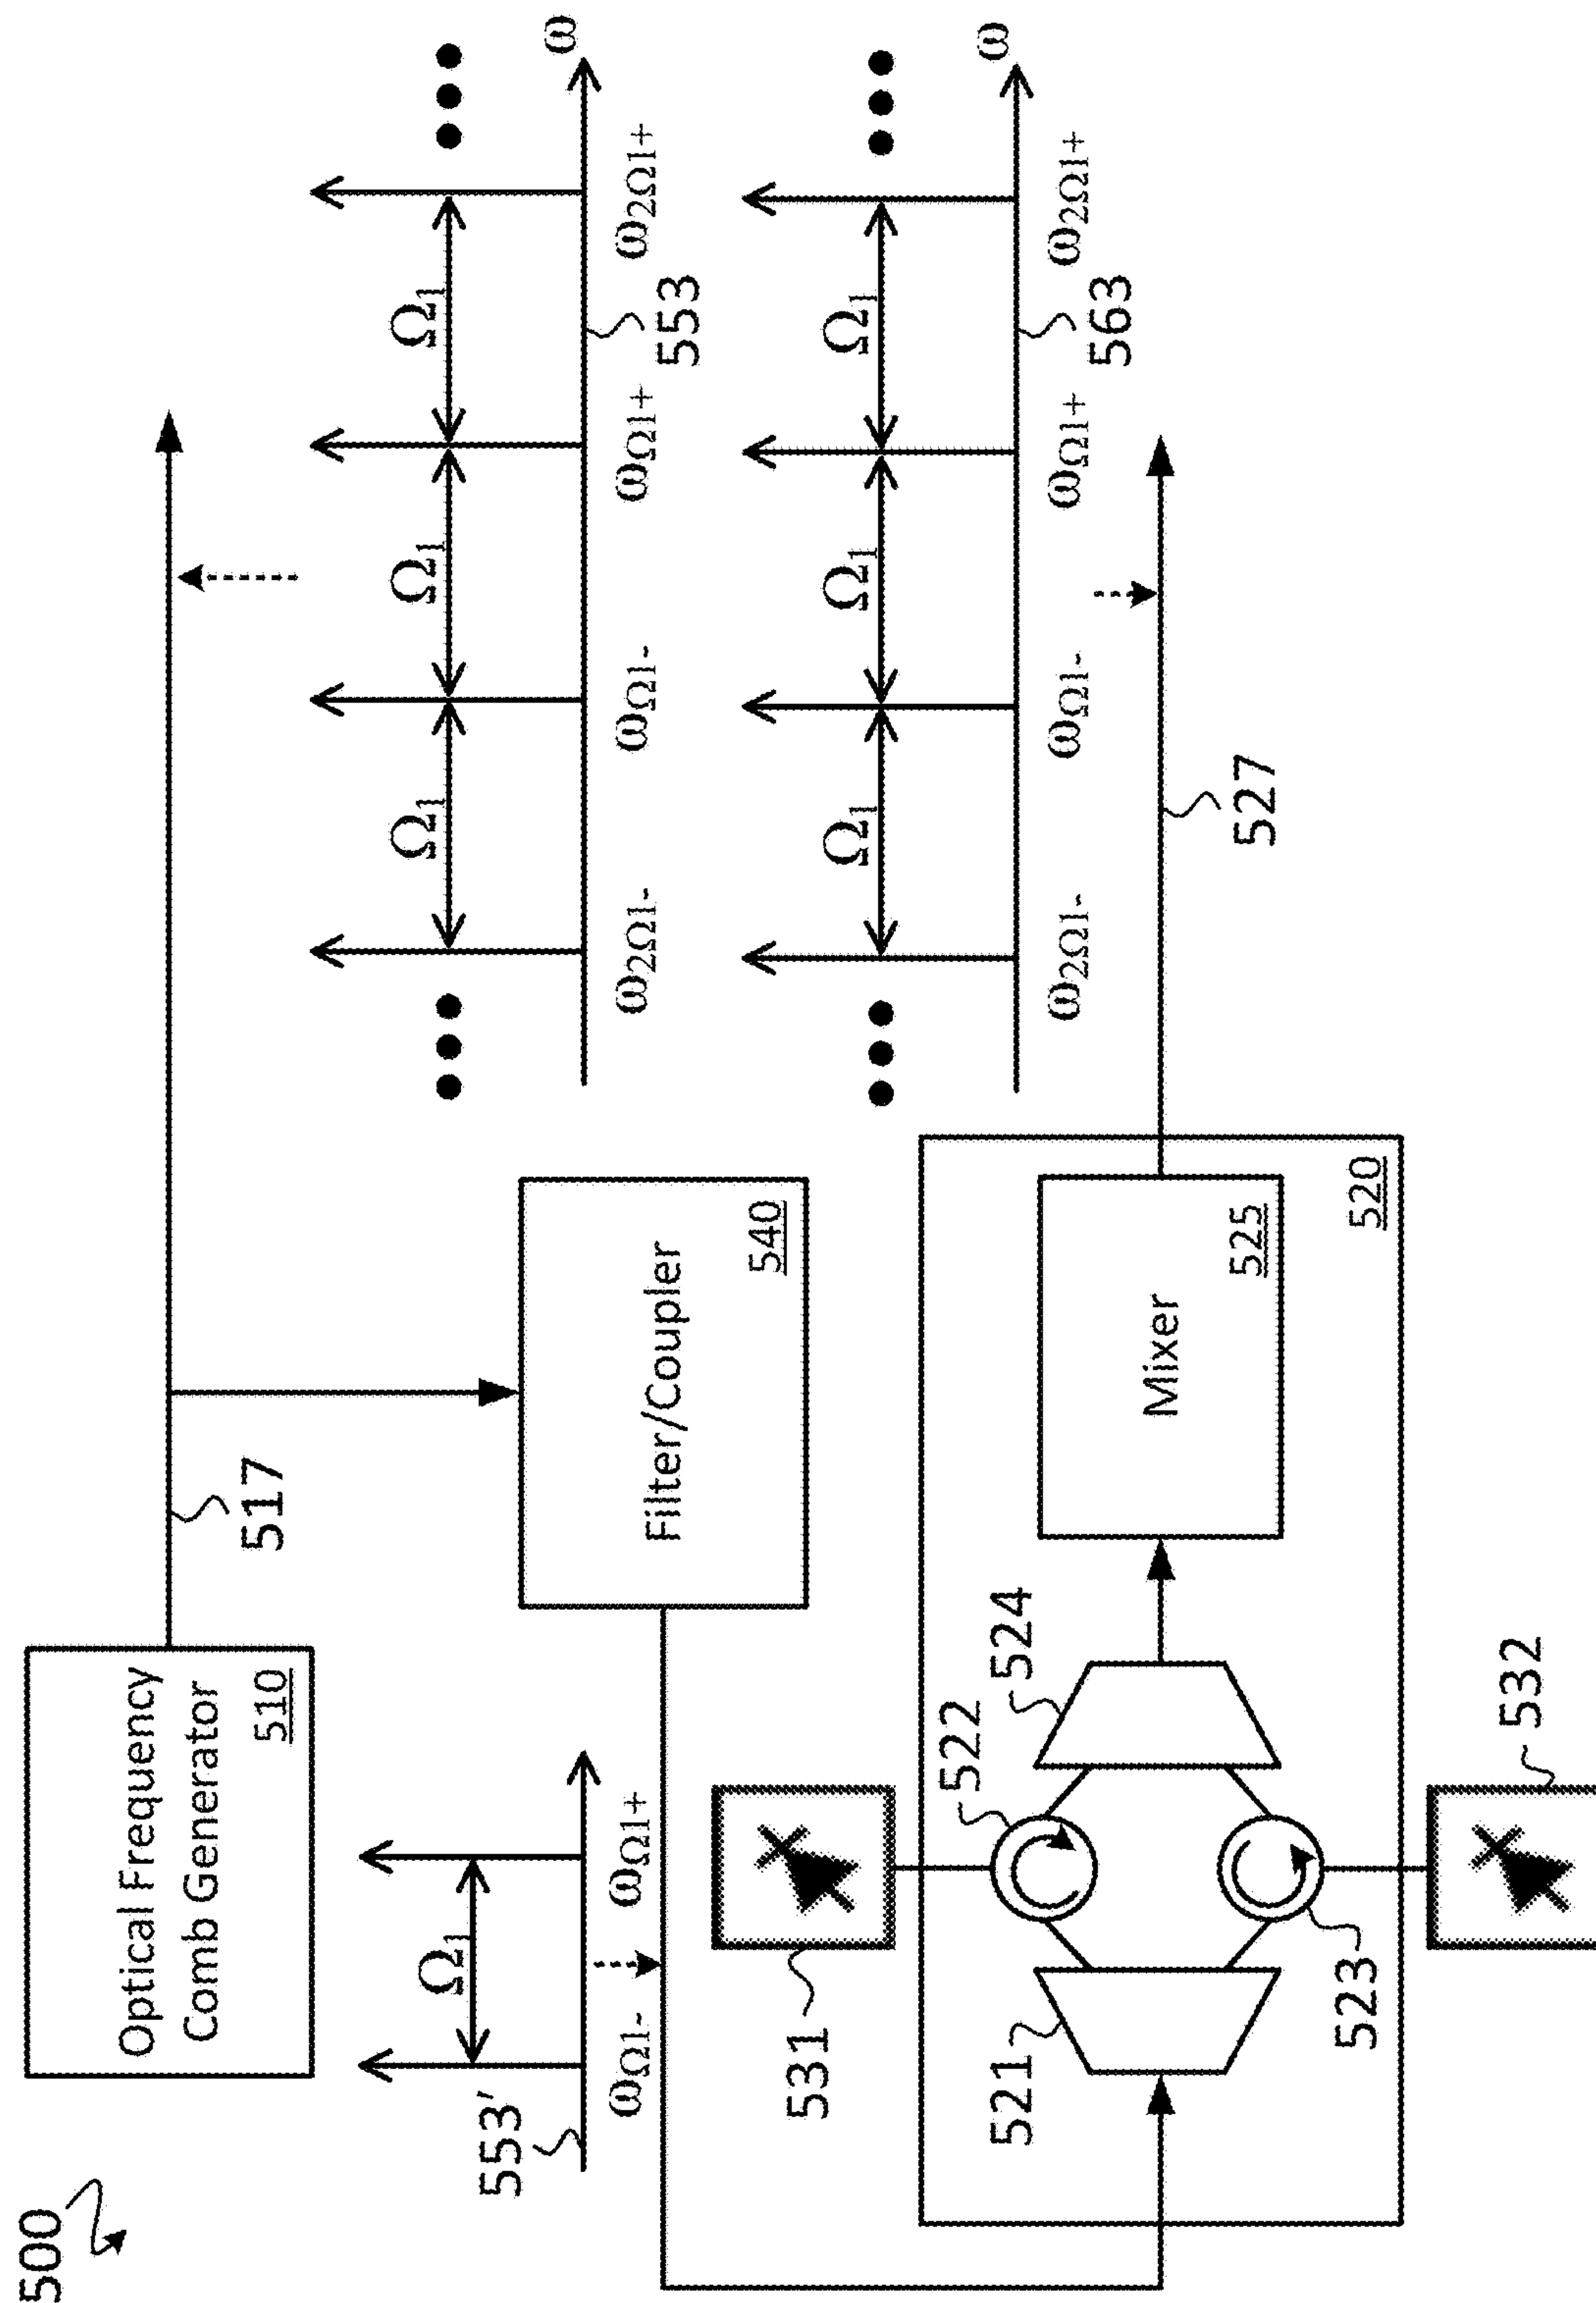 500
Optical Frequency
Comb Generator
510
517
Ω1
553'
ωΩ1-
ωΩ1+
Filter/Coupler
540
Ω1
Ω1
Ω1
ω
ω2Ω1-
ωΩ1-
ωΩ1+
ω2Ω1+
553
531
521
522
523
524
532
Mixer
525
520
Ω1
Ω1
Ω1
ω
ω2Ω1-
ωΩ1-
ωΩ1+
ω2Ω1+
563
527